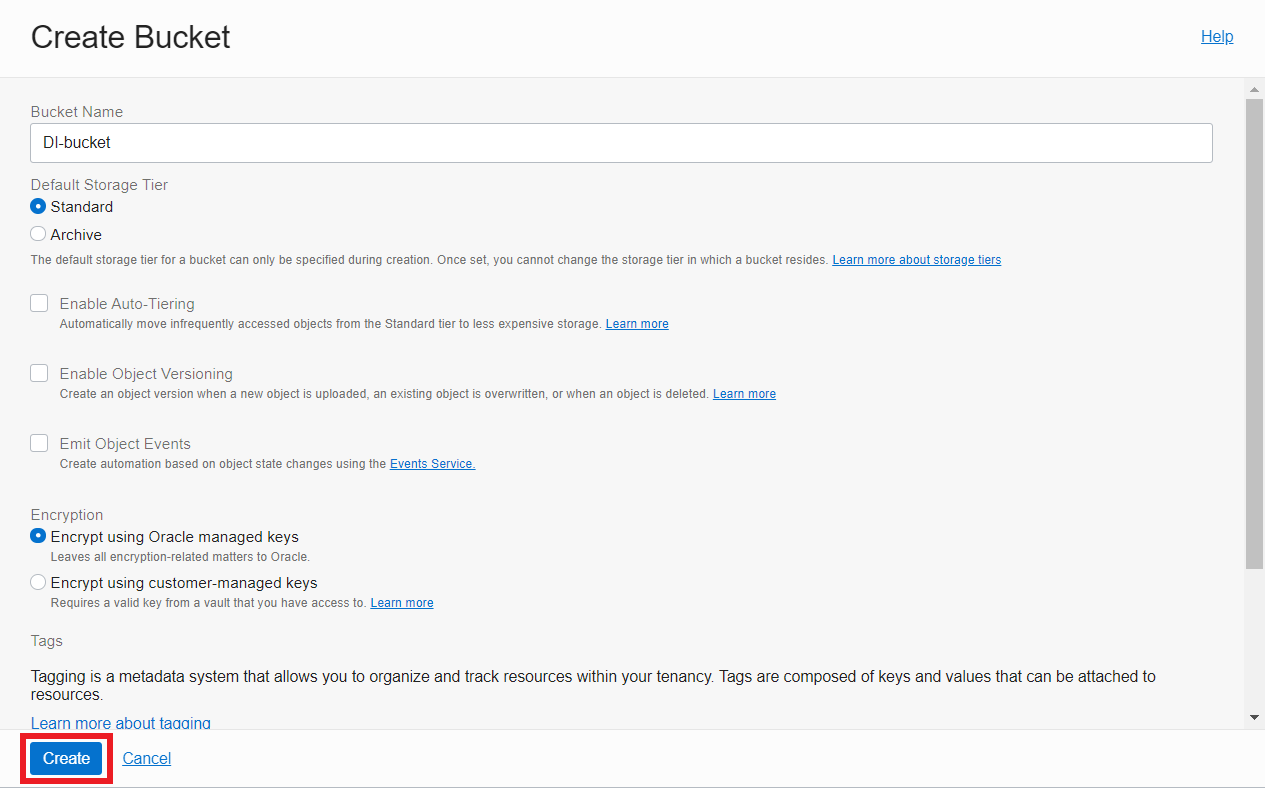 Create Bucket
Help
Bucket Name
DI-bucket
Default Storage Tier
Standard
Archive
The default storage tier for a bucket can only be specified during creation. Once set, you cannot change the storage tier in which a bucket resides. Learn more about storage tiers
Enable Auto-Tiering
Automatically move infrequently accessed objects from the Standard tier to less expensive storage. Learn more
Enable Object Versioning
Create an object version when a new object is uploaded, an existing object is overwritten, or when an object is deleted. Learn more
Emit Object Events
Create automation based on object state changes using the Events Service.
Encryption
Encrypt using Oracle managed keys
Leaves all encryption-related matters to Oracle.
Encrypt using customer-managed keys
Requires a valid key from a vault that you have access to. Learn more
Tags
Tagging is a metadata system that allows you to organize and track resources within your tenancy. Tags are composed of keys and values that can be attached to
resources.
Learn more about tagging
Create
Cancel